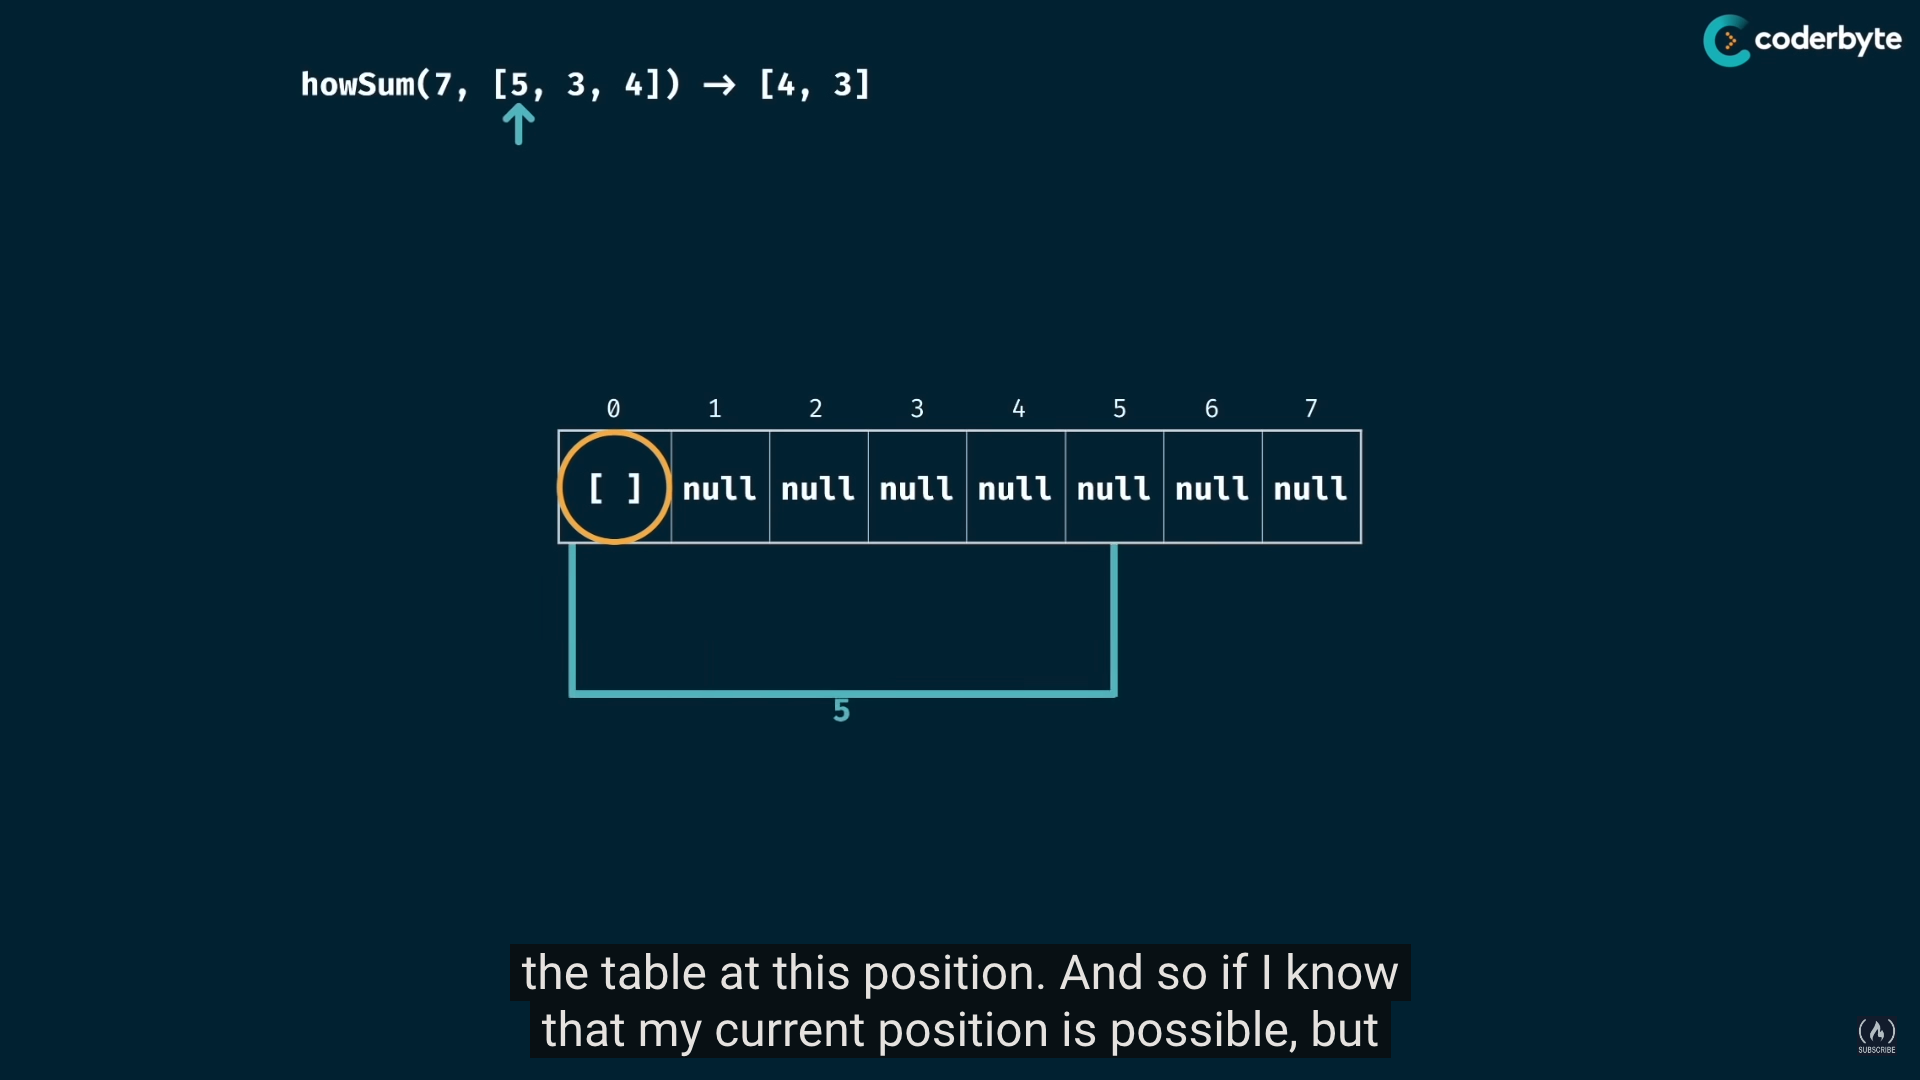 coderbyte
howSum(7, [5, 3, 4]) → [4, 3]
0 1 2 3 4 5 6 7
[ ] null null null null null null null
5
the table at this position. And so if I know
that my current position is possible, but
SUBSCRIBE